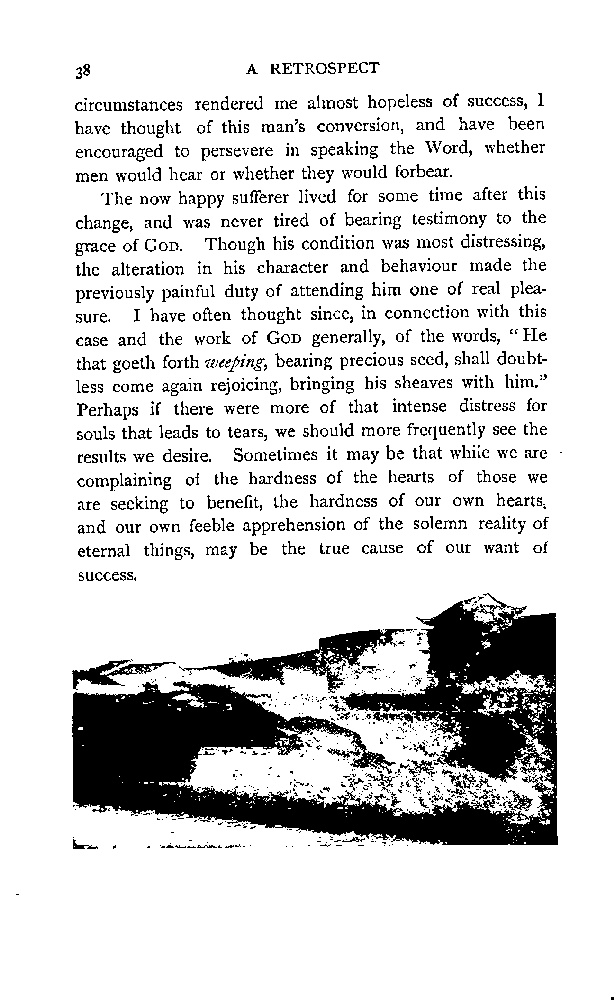 38 A RETROSPECT
circumstances rendered me almost hopeless of success, I
have thought of this man's conversion, and have been
encouraged to persevere in speaking the Word, whether
men would hear or whether they would forbear.
The now happy sufferer lived for some time after this
change, and was never tired of bearing testimony to the
grace of GOD. Though his condition was most distressing,
the alteration in his character and behaviour made the
previously painful duty of attending him one of real plea-
sure. I have often thought since, in connection with this
case and the work of GOD generally, of the words, “He
that goeth forth weeping, bearing precious seed, shall doubt-
less come again rejoicing, bringing his sheaves with him.”
Perhaps if there were more of that intense distress for
souls that leads to tears, we should more frequently see the
results we desire. Sometimes it may be that while we are
complaining of the hardness of the hearts of those we
are seeking to benefit, the hardness of our own hearts,
and our own feeble apprehension of the solemn reality of
eternal things, may be the true cause of our want of
success.